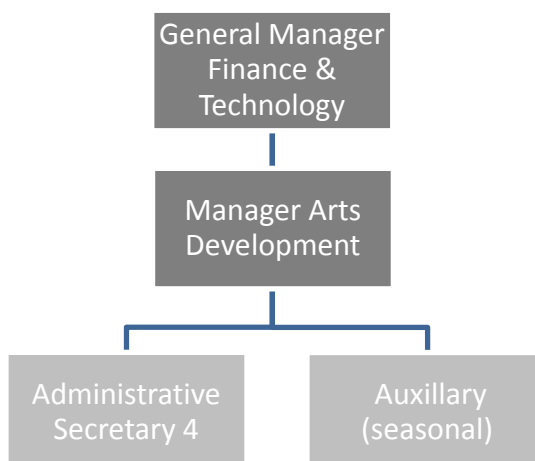 General Manager
Finance &
Technology
Manager Arts
Development
Administrative
Secretary 4
Auxillary
(seasonal)